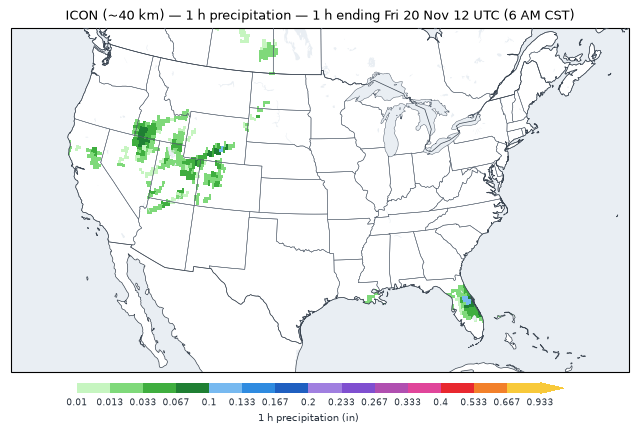 ICON (~40 km) — 1 h precipitation — 1 h ending Fri 20 Nov 12 UTC (6 AM CST)
0.01 0.013 0.033 0.067 0.1 0.133 0.167 0.2 0.233 0.267 0.333 0.4 0.533 0.667 0.933
1 h precipitation (in)